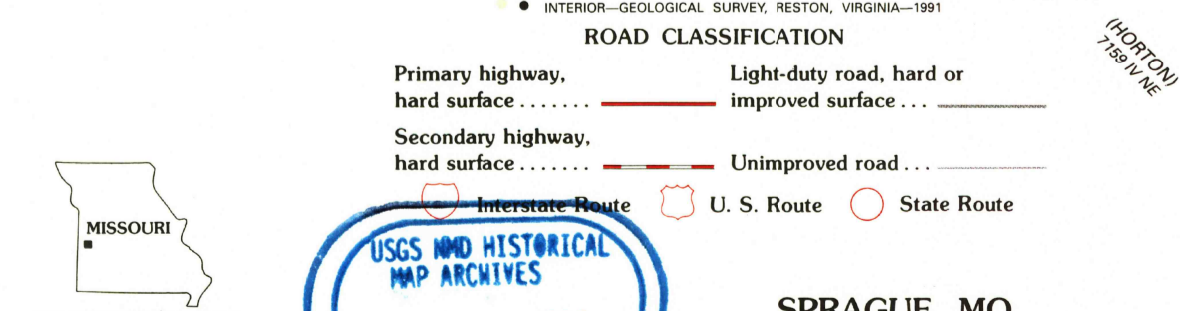 INTERIOR—GEOLOGICAL SURVEY, RESTON, VIRGINIA—1991
ROAD CLASSIFICATION
(HORTON)
7159 IV NE
Primary highway,
hard surface.......
Light-duty road, hard or
improved surface...
Secondary highway,
hard surface.......
Unimproved road...
Interstate Route
U. S. Route
State Route
MISSOURI
USGS NMD HISTORICAL
MAP ARCHIVES
SPRAGUE, MO.